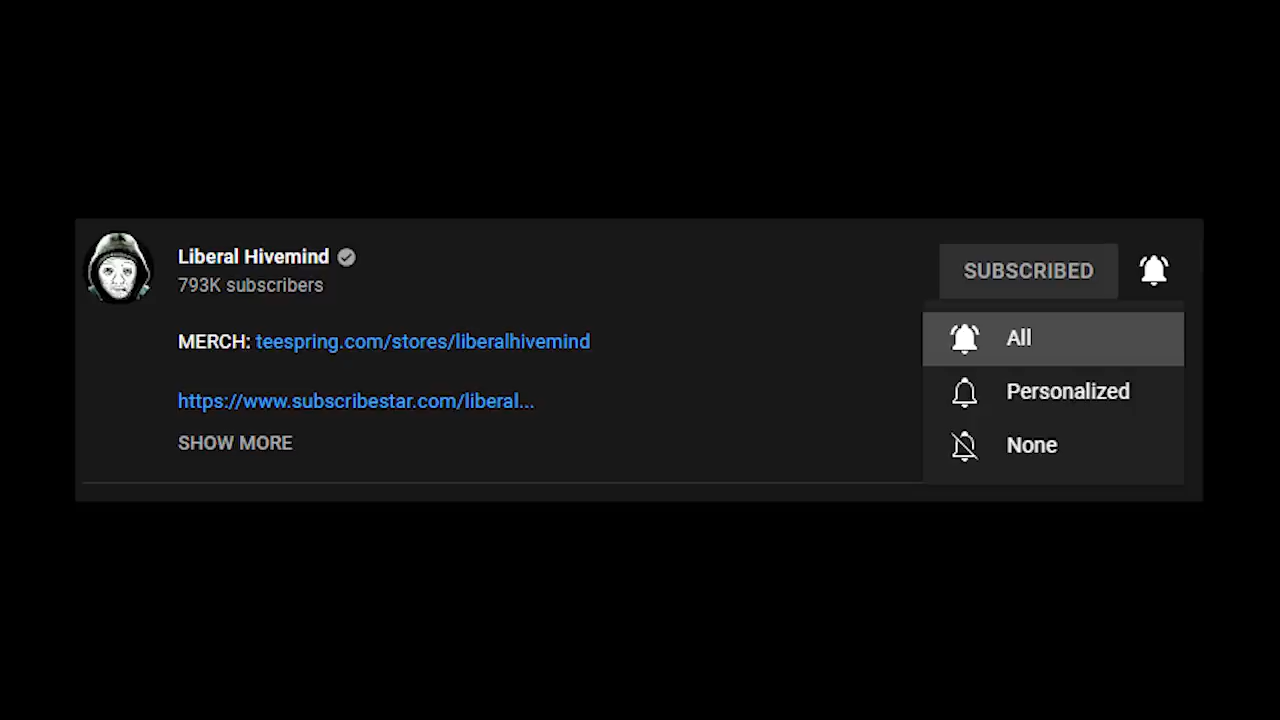 Liberal Hivemind
793K subscribers
SUBSCRIBED
MERCH: teespring.com/stores/liberalhivemind
https://www.subscribestar.com/liberal...
SHOW MORE
All
Personalized
None